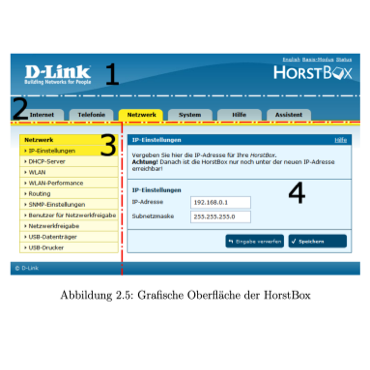 English Basic-Modus Status
D-Link
Building Networks for People
1
HORSTBOX
2
Internet Telefonie Netzwerk System Hilfe Assistent
Netzwerk
3
IP-Einstellungen
DHCP-Server
WLAN
WLAN-Performance
Routing
SNMP-Einstellungen
Benutzer für Netzwerkfreigabe
Netzwerkfreigabe
USB-Datenträger
USB-Drucker
IP-Einstellungen Hilfe
Vergeben Sie hier die IP-Adresse für Ihre HorstBox.
Achtung! Danach ist die HorstBox nur noch unter der neuen IP-Adresse
erreichbar!
4
IP-Einstellungen
IP-Adresse 192.168.0.1
Subnetzmaske 255.255.255.0
Eingabe verwerfen Speichern
© D-Link
Abbildung 2.5: Grafische Oberfläche der HorstBox